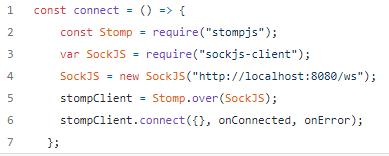 1 const connect = () => {
2 const Stomp = require("stompjs");
3 var SockJS = require("sockjs-client");
4 SockJS = new SockJS("http://localhost:8080/ws");
5 stompClient = Stomp.over(SockJS);
6 stompClient.connect({}, onConnected, onError);
7 };